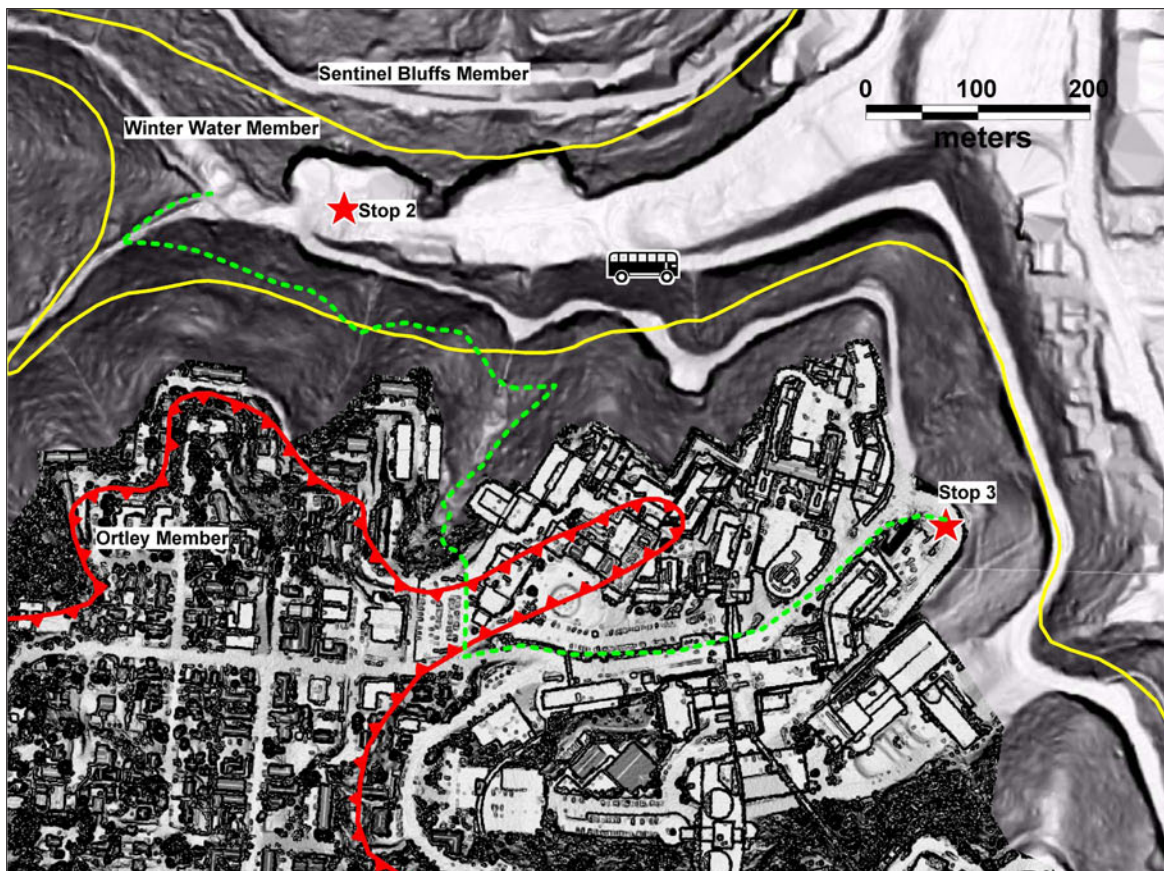 Sentinel Bluffs Member
0 100 200
meters
Winter Water Member
Stop 2
Stop 3
Ortley Member